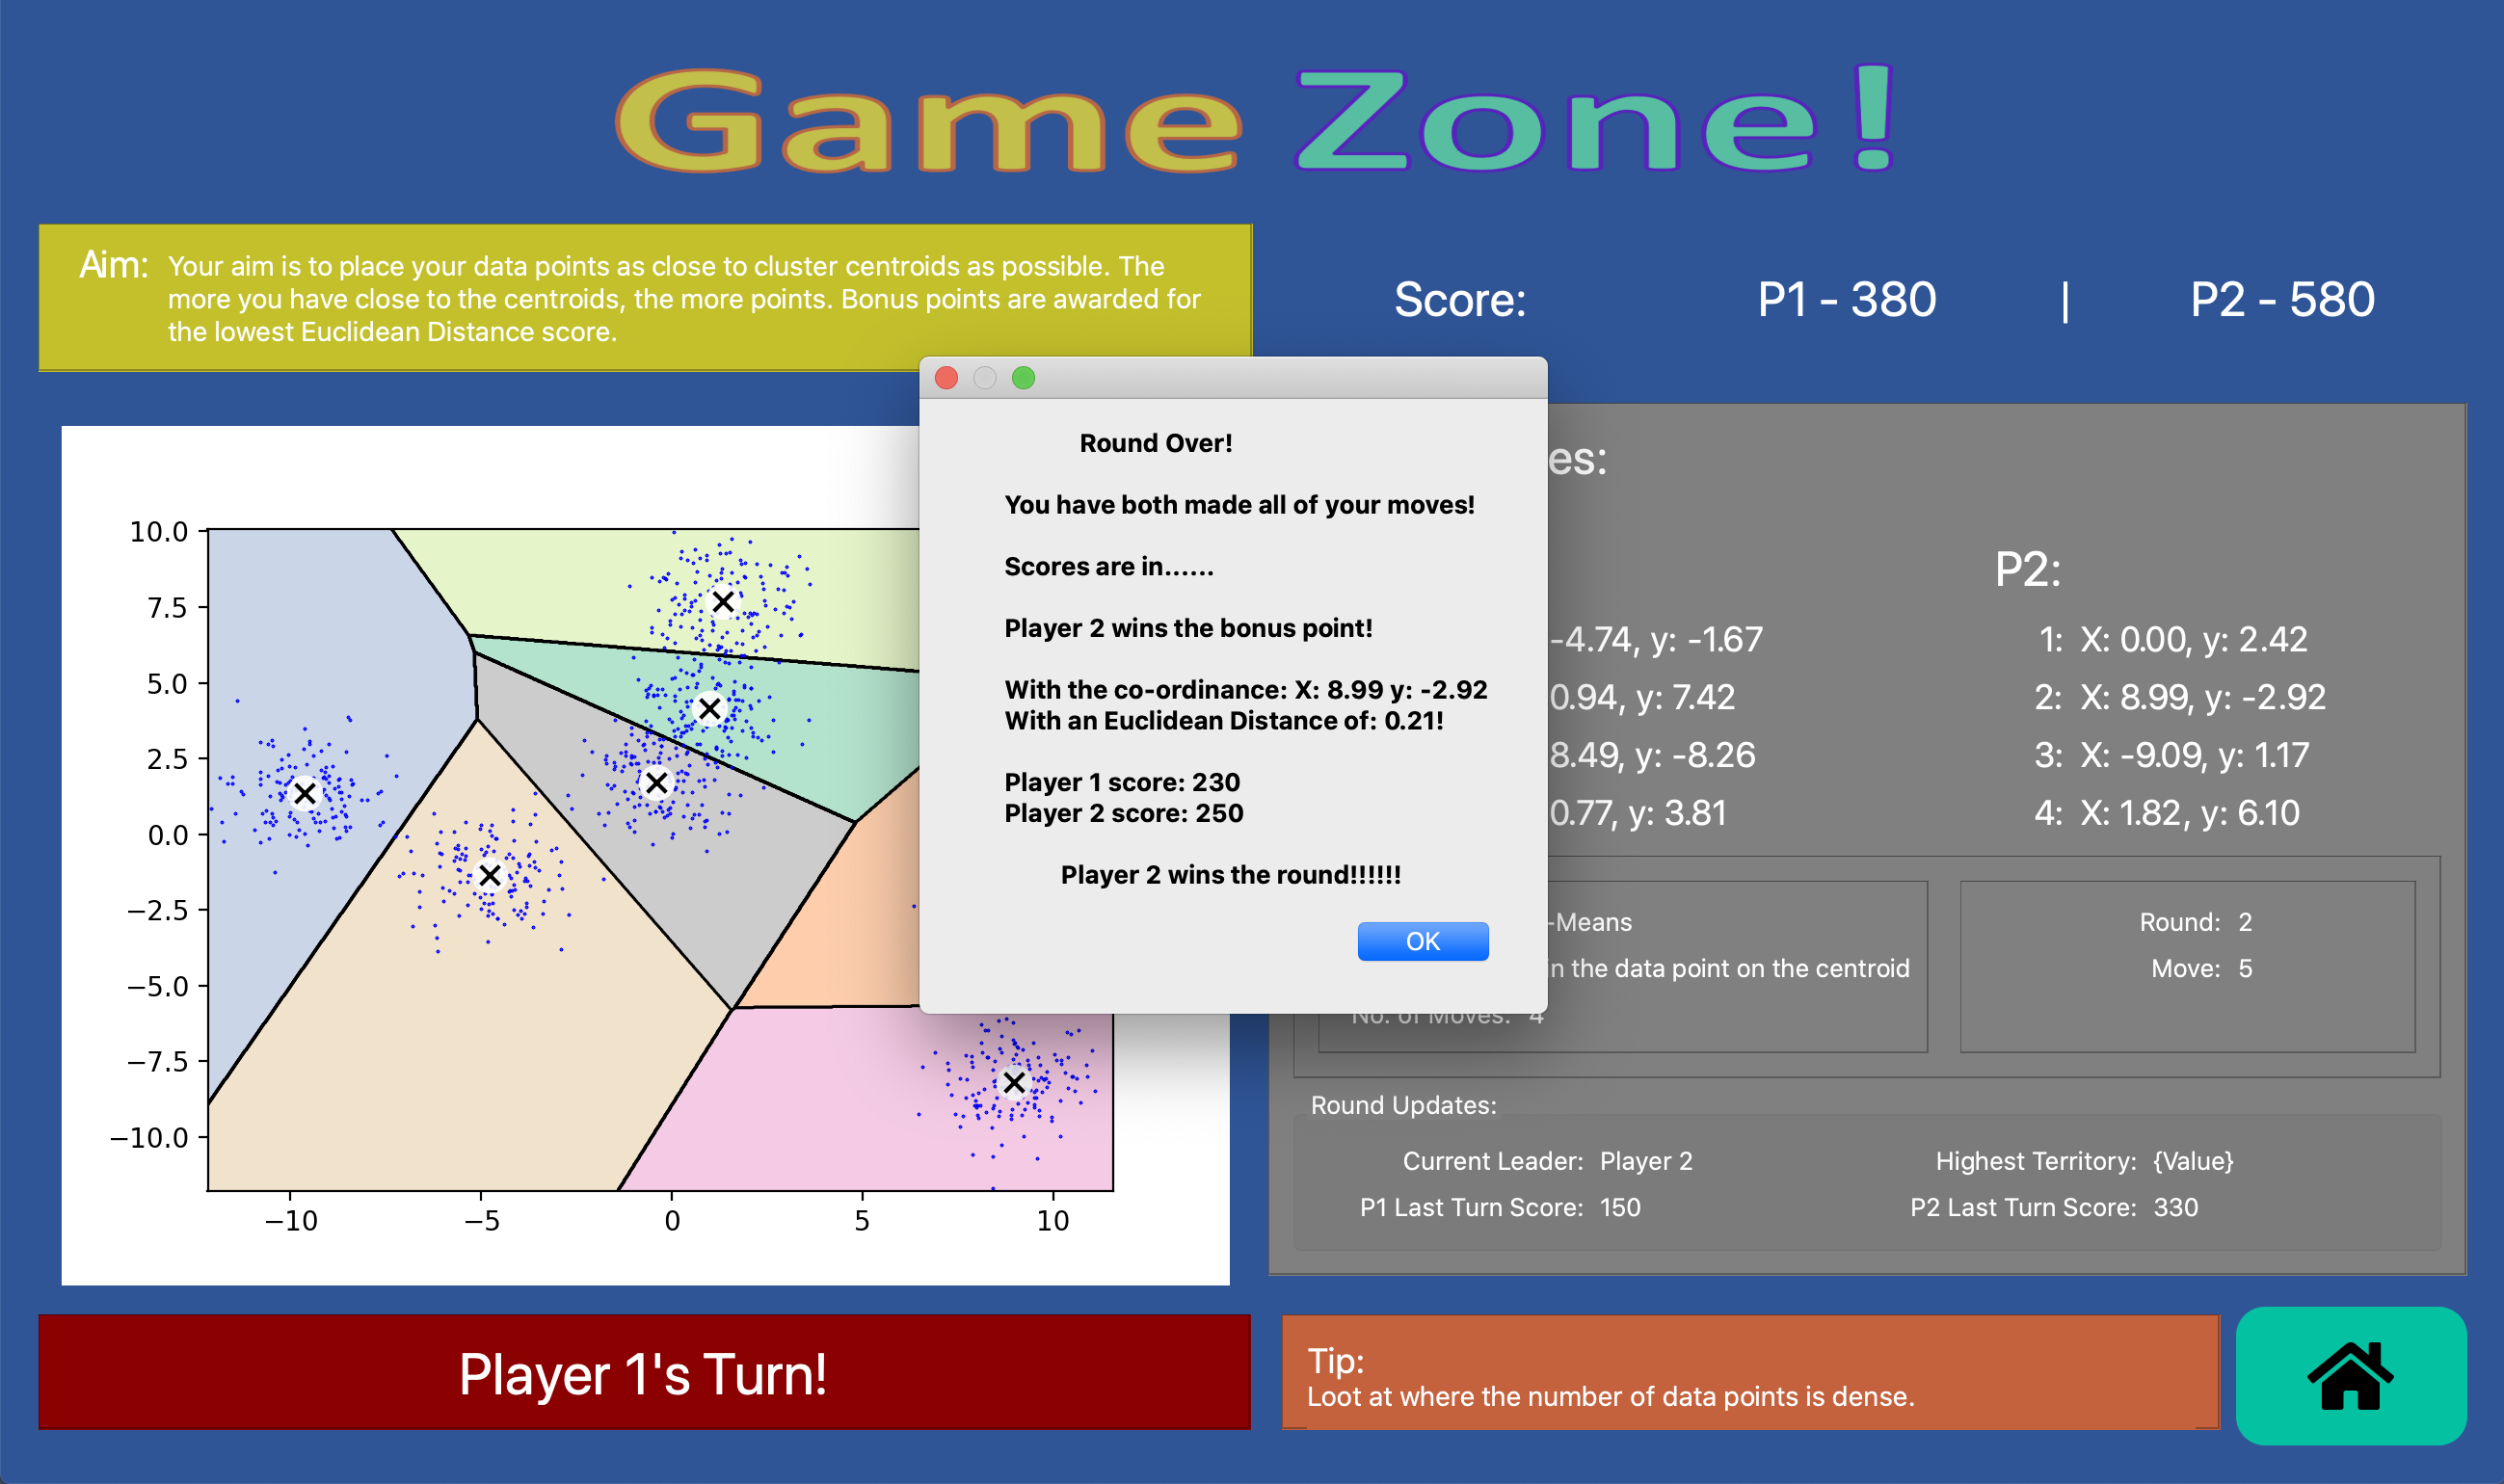 Game Zone!
Aim: Your aim is to place your data points as close to cluster centroids as possible. The
more you have close to the centroids, the more points. Bonus points are awarded for
the lowest Euclidean Distance score.
Score: P1 - 380 | P2 - 580
10.0
7.5
5.0
2.5
0.0
−2.5
−5.0
−7.5
−10.0
−10 −5 0 5 10
Round Over!
You have both made all of your moves!
Scores are in......
Player 2 wins the bonus point!
With the co-ordinance: X: 8.99 y: -2.92
With an Euclidean Distance of: 0.21!
Player 1 score: 230
Player 2 score: 250
Player 2 wins the round!!!!!!
OK
es:
P2:
-4.74, y: -1.67
0.94, y: 7.42
8.49, y: -8.26
0.77, y: 3.81
1: X: 0.00, y: 2.42
2: X: 8.99, y: -2.92
3: X: -9.09, y: 1.17
4: X: 1.82, y: 6.10
-Means
in the data point on the centroid
No. of Moves: 4
Round: 2
Move: 5
Round Updates:
Current Leader: Player 2
Highest Territory: {Value}
P1 Last Turn Score: 150
P2 Last Turn Score: 330
Player 1's Turn!
Tip:
Loot at where the number of data points is dense.